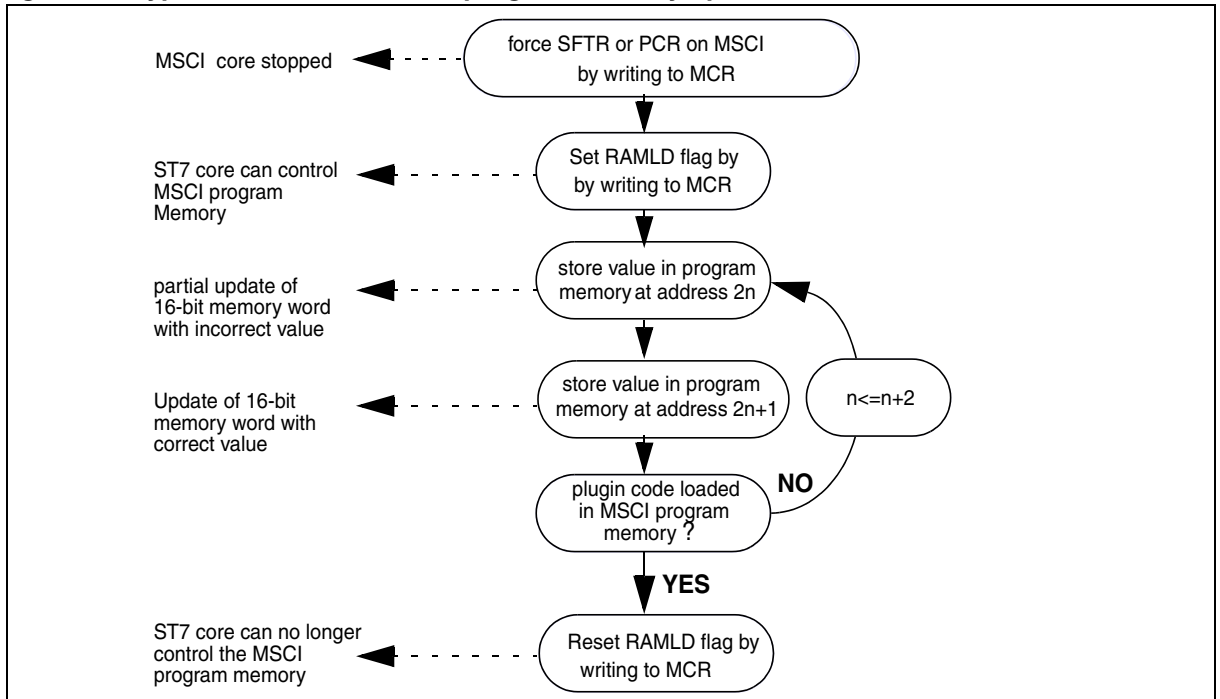 force SFTR or PCR on MSCI
by writing to MCR
MSCI core stopped
Set RAMLD flag by
by writing to MCR
ST7 core can control
MSCI program
Memory
store value in program
memory at address 2n
partial update of
16-bit memory word
with incorrect value
store value in program
memory at address 2n+1
n<=n+2
Update of 16-bit
memory word with
correct value
plugin code loaded
in MSCI program
memory ?
NO
YES
Reset RAMLD flag by
writing to MCR
ST7 core can no longer
control the MSCI
program memory